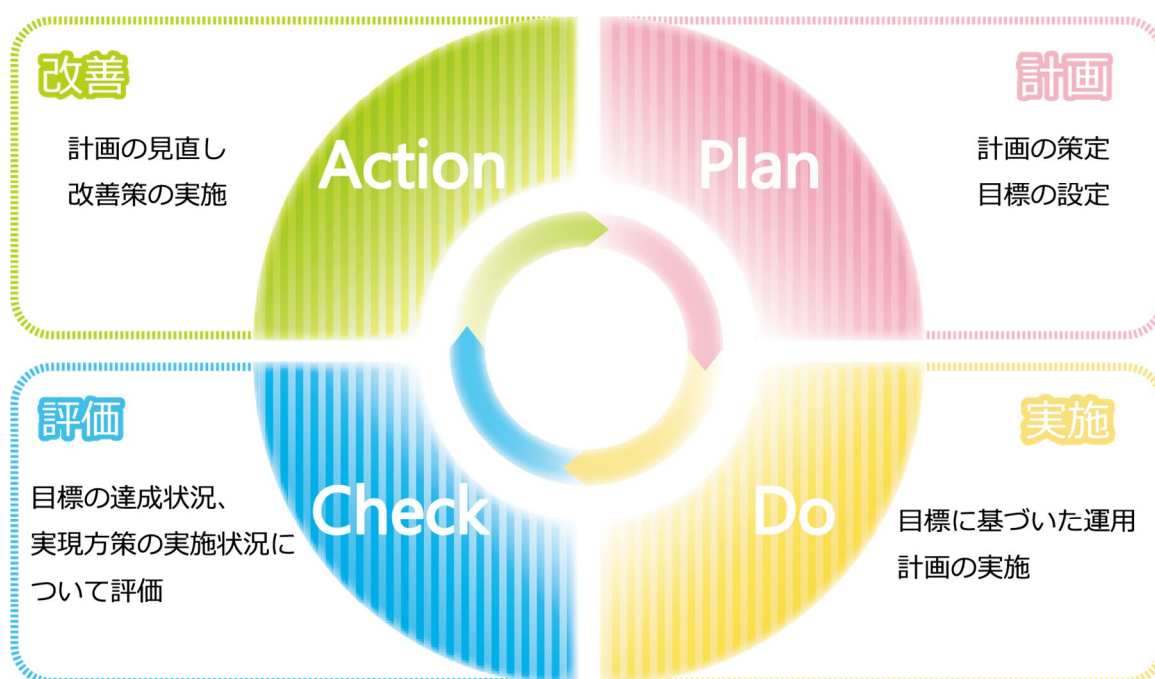 改善
計画の見直し
改善策の実施
Action
Plan
計画
計画の策定
目標の設定
評価
目標の達成状況、
実現方策の実施状況に
ついて評価
Check
Do
実施
目標に基づいた運用
計画の実施